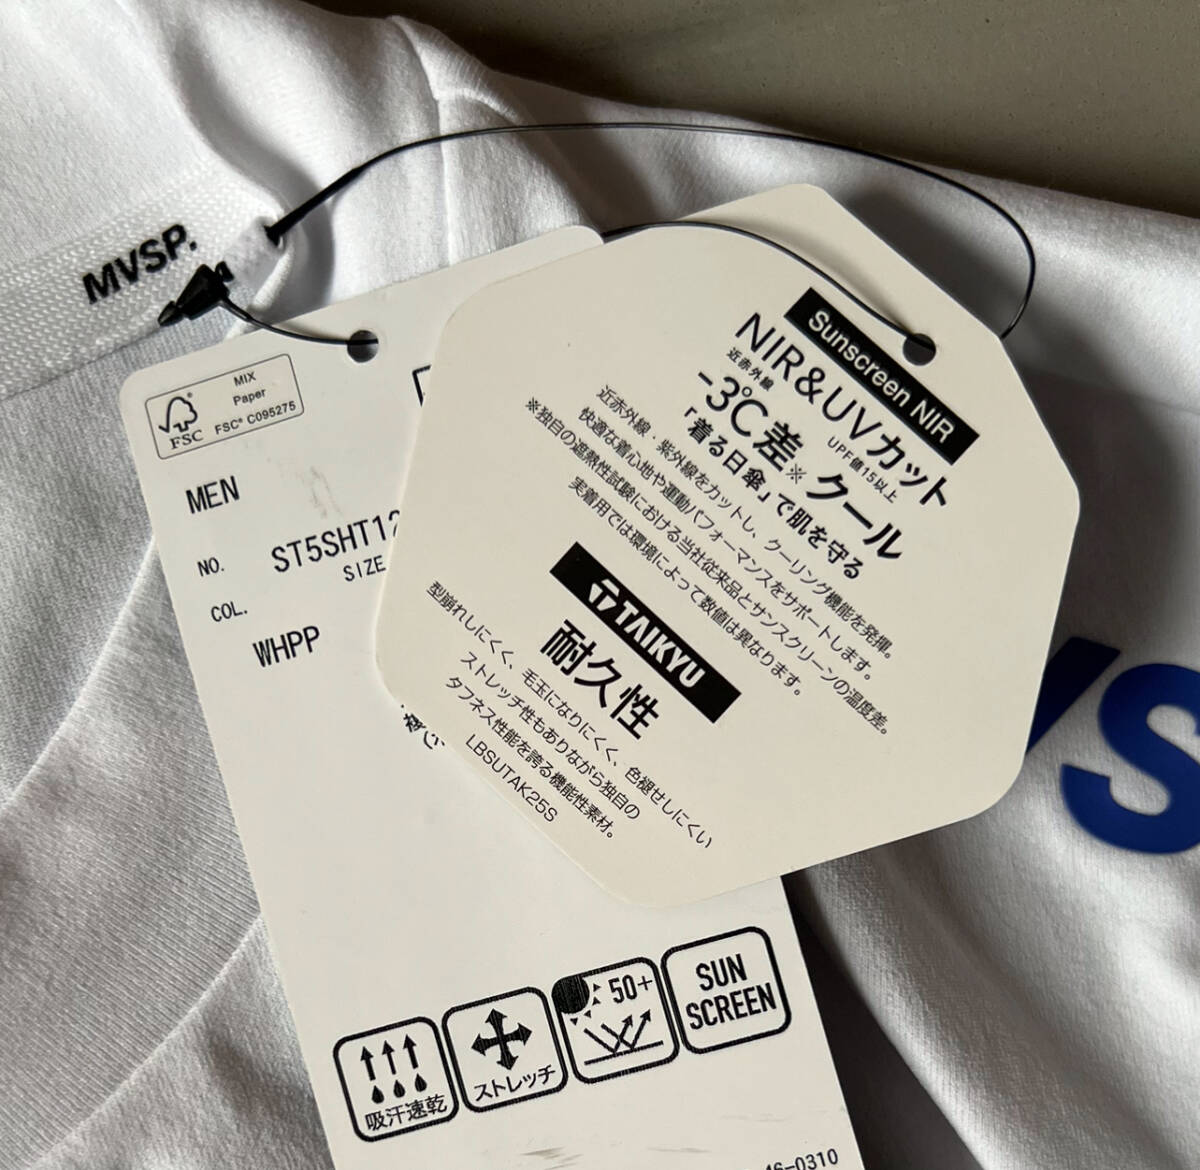 MVSP.
MIX
Paper
FSC® C095275
FSC
MEN
NO.
ST5SHT12
SIZE
COL.
WHPP
Sunscreen NIR
NIR&UVカット
近赤外線
UPF値15以上
-3℃差※クール
「着る日傘」で肌を守る
近赤外線・紫外線をカットし、クーリング機能を発揮。
快適な着心地や運動パフォーマンスをサポートします。
※独自の遮熱性試験における当社従来品とサンスクリーンの温度差。
実着用では環境によって数値は異なります。
TAIKYU
耐久性
型崩れしにくく、毛玉になりにくく、色褪せしにくい
ストレッチ性もありながら独自の
タフネス性能を誇る機能性素材。
LBSUTAK25S
吸汗速乾
ストレッチ
50+
SUN
SCREEN
46-0310